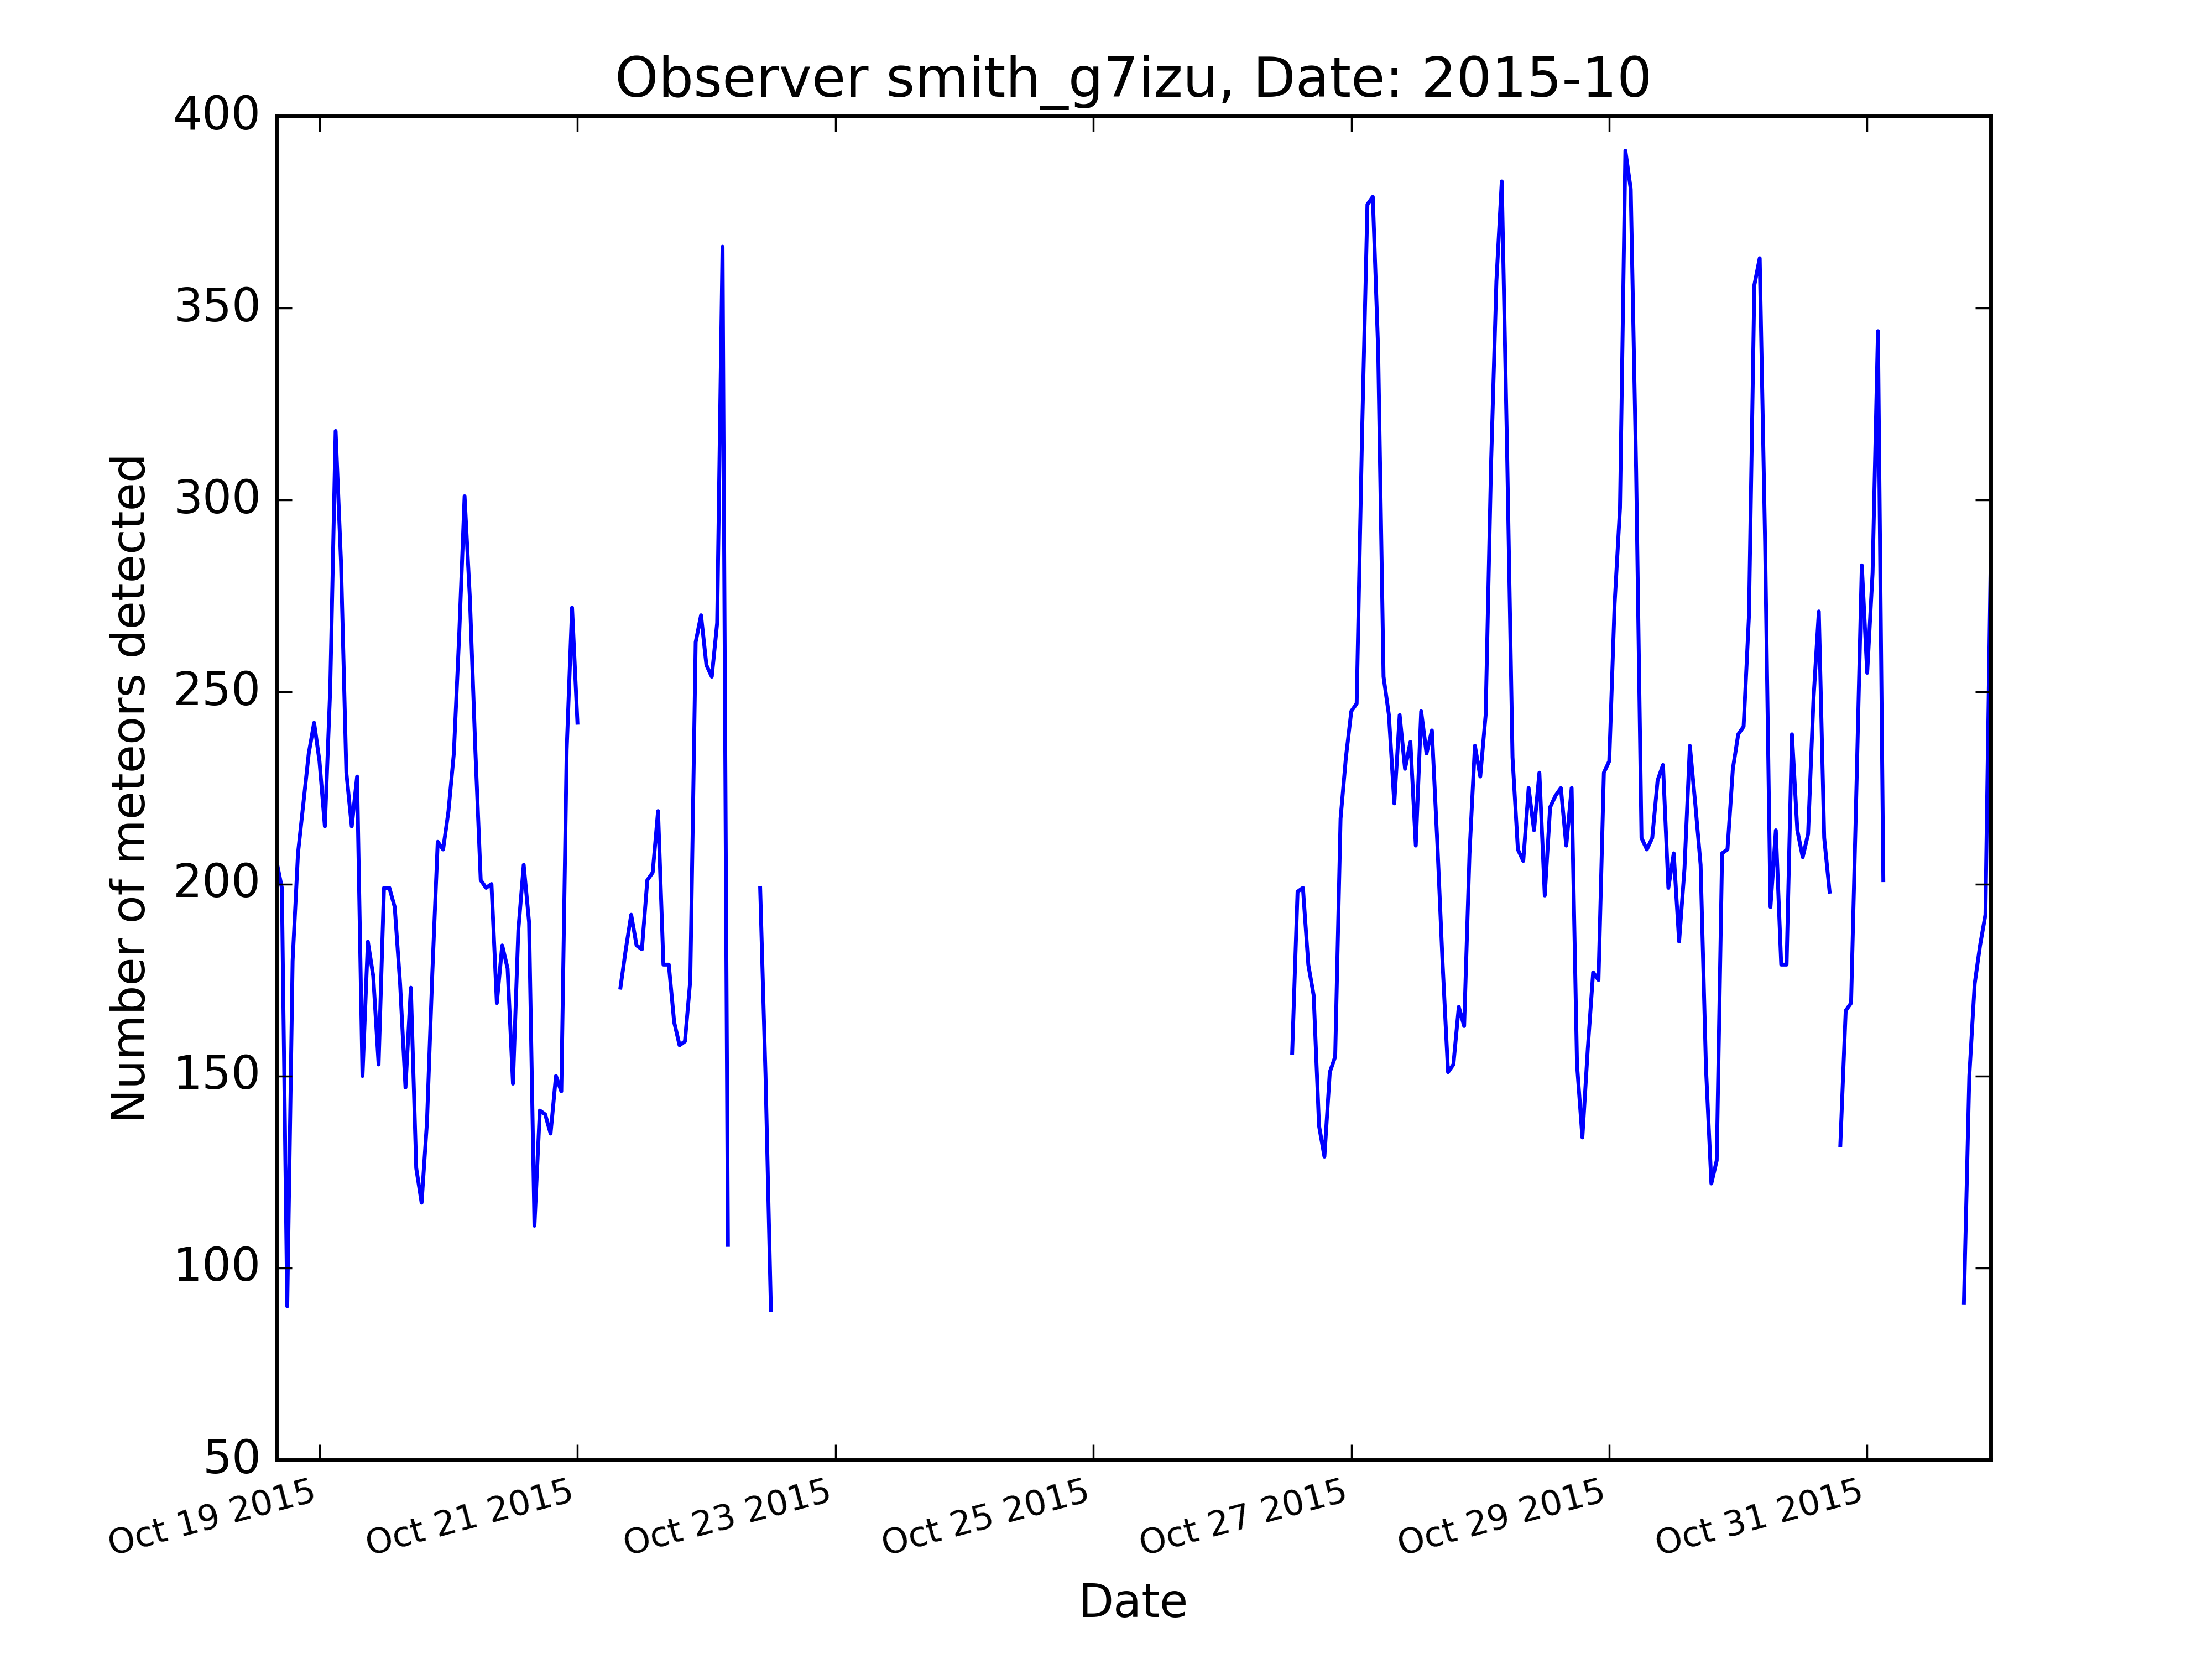 Observer smith_g7izu, Date: 2015-10
400
350
300
250
200
150
100
50
Number of meteors detected
Oct 19 2015
Oct 21 2015
Oct 23 2015
Oct 25 2015
Oct 27 2015
Oct 29 2015
Oct 31 2015
Date